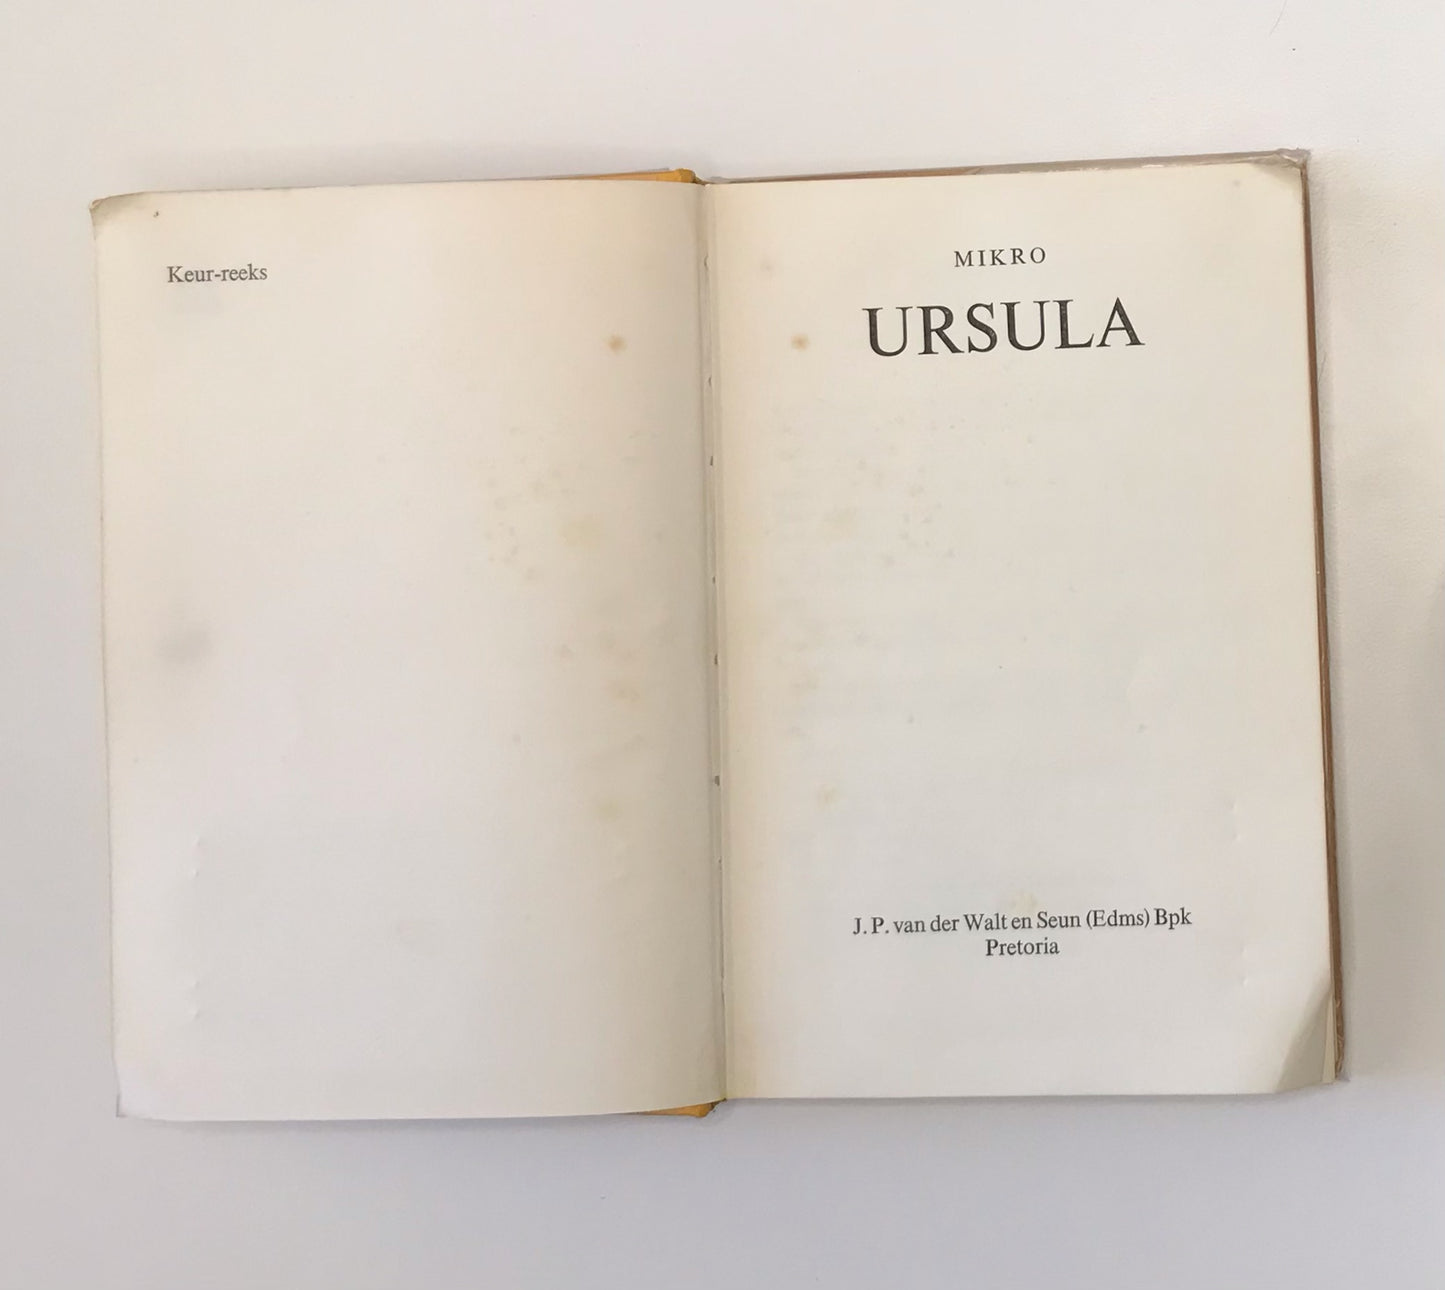 Keur-reeks
MIKRO
URSULA
J. P. van der Walt en Seun (Edms) Bpk
Pretoria